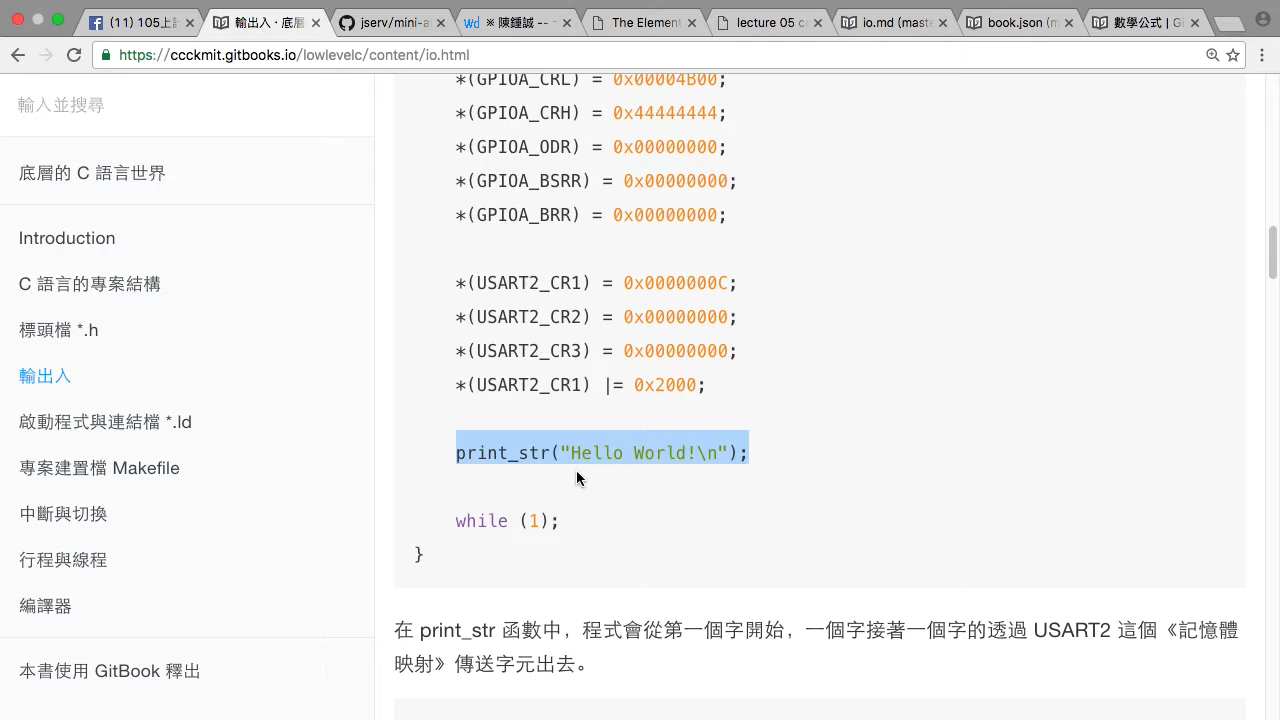 (11) 105上計
輸出入 · 底層
jserv/mini-a
※ 陳鍾誠 -- 
The Element
lecture 05 co
io.md (maste
book.json (m
數學公式 | Gi
https://ccckmit.gitbooks.io/lowlevelc/content/io.html
輸入並搜尋
底層的 C 語言世界
Introduction
C 語言的專案結構
標頭檔 *.h
輸出入
啟動程式與連結檔 *.ld
專案建置檔 Makefile
中斷與切換
行程與線程
編譯器
本書使用 GitBook 釋出
*(GPIOA_CRL) = 0x00004B00;
*(GPIOA_CRH) = 0x44444444;
*(GPIOA_ODR) = 0x00000000;
*(GPIOA_BSRR) = 0x00000000;
*(GPIOA_BRR) = 0x00000000;
*(USART2_CR1) = 0x0000000C;
*(USART2_CR2) = 0x00000000;
*(USART2_CR3) = 0x00000000;
*(USART2_CR1) |= 0x2000;
print_str("Hello World!\n");
while (1);
}
在 print_str 函數中，程式會從第一個字開始，一個字接著一個字的透過 USART2 這個《記憶體
映射》傳送字元出去。